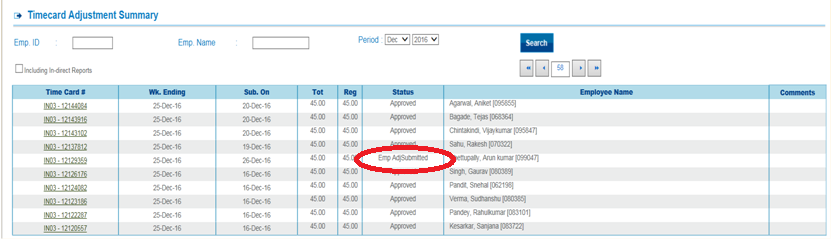 Timecard Adjustment Summary
Emp. ID : Emp. Name : Period : Dec 2016 Search
Including In-direct Reports 58
Time Card # Wk. Ending Sub. On Tot Reg Status Employee Name Comments
IN03 - 12144084 25-Dec-16 20-Dec-16 45.00 45.00 Approved Agarwal, Aniket [095855]
IN03 - 12143916 25-Dec-16 20-Dec-16 45.00 45.00 Approved Bagade, Tejas [068364]
IN03 - 12143102 25-Dec-16 20-Dec-16 45.00 45.00 Approved Chintakindi, Vijaykumar [095847]
IN03 - 12137812 25-Dec-16 19-Dec-16 45.00 45.00 Approved Sahu, Rakesh [070322]
IN03 - 12129359 25-Dec-16 26-Dec-16 45.00 Emp AdjSubmitted Arun kumar [099047]
IN03 - 12126176 25-Dec-16 16-Dec-16 45.00 45.00 Singh, Gaurav [080389]
IN03 - 12124082 25-Dec-16 16-Dec-16 45.00 45.00 Approved Pandit, Snehal [062198]
IN03 - 12123186 25-Dec-16 16-Dec-16 45.00 45.00 Approved Verma, Sudhanshu [080385]
IN03 - 12122287 25-Dec-16 16-Dec-16 45.00 45.00 Approved Pandey, Rahulkumar [083101]
IN03 - 12120557 25-Dec-16 16-Dec-16 45.00 45.00 Approved Kesarkar, Sanjana [083722]